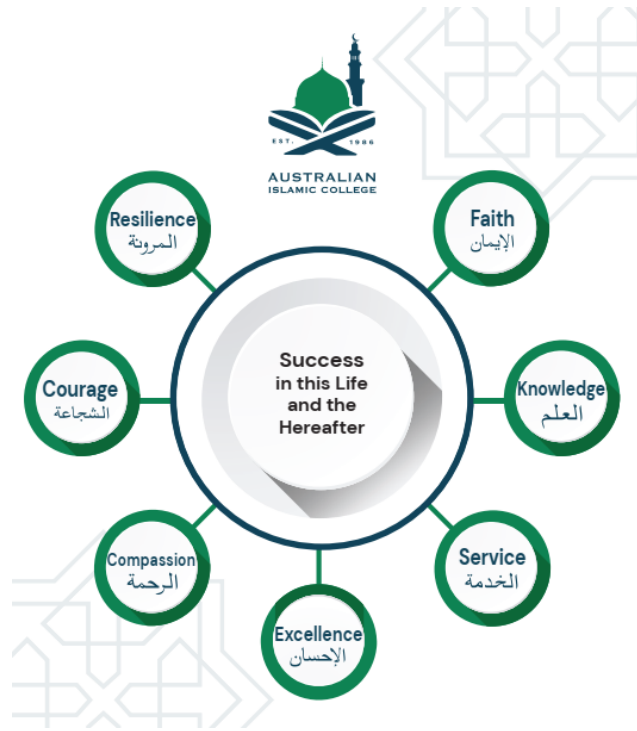 EST. 1986
AUSTRALIAN
ISLAMIC COLLEGE
Resilience
المرونة
Faith
الإيمان
Courage
الشجاعة
Success
in this Life
and the
Hereafter
Knowledge
العلم
Compassion
الرحمة
Service
الخدمة
Excellence
الإحسان